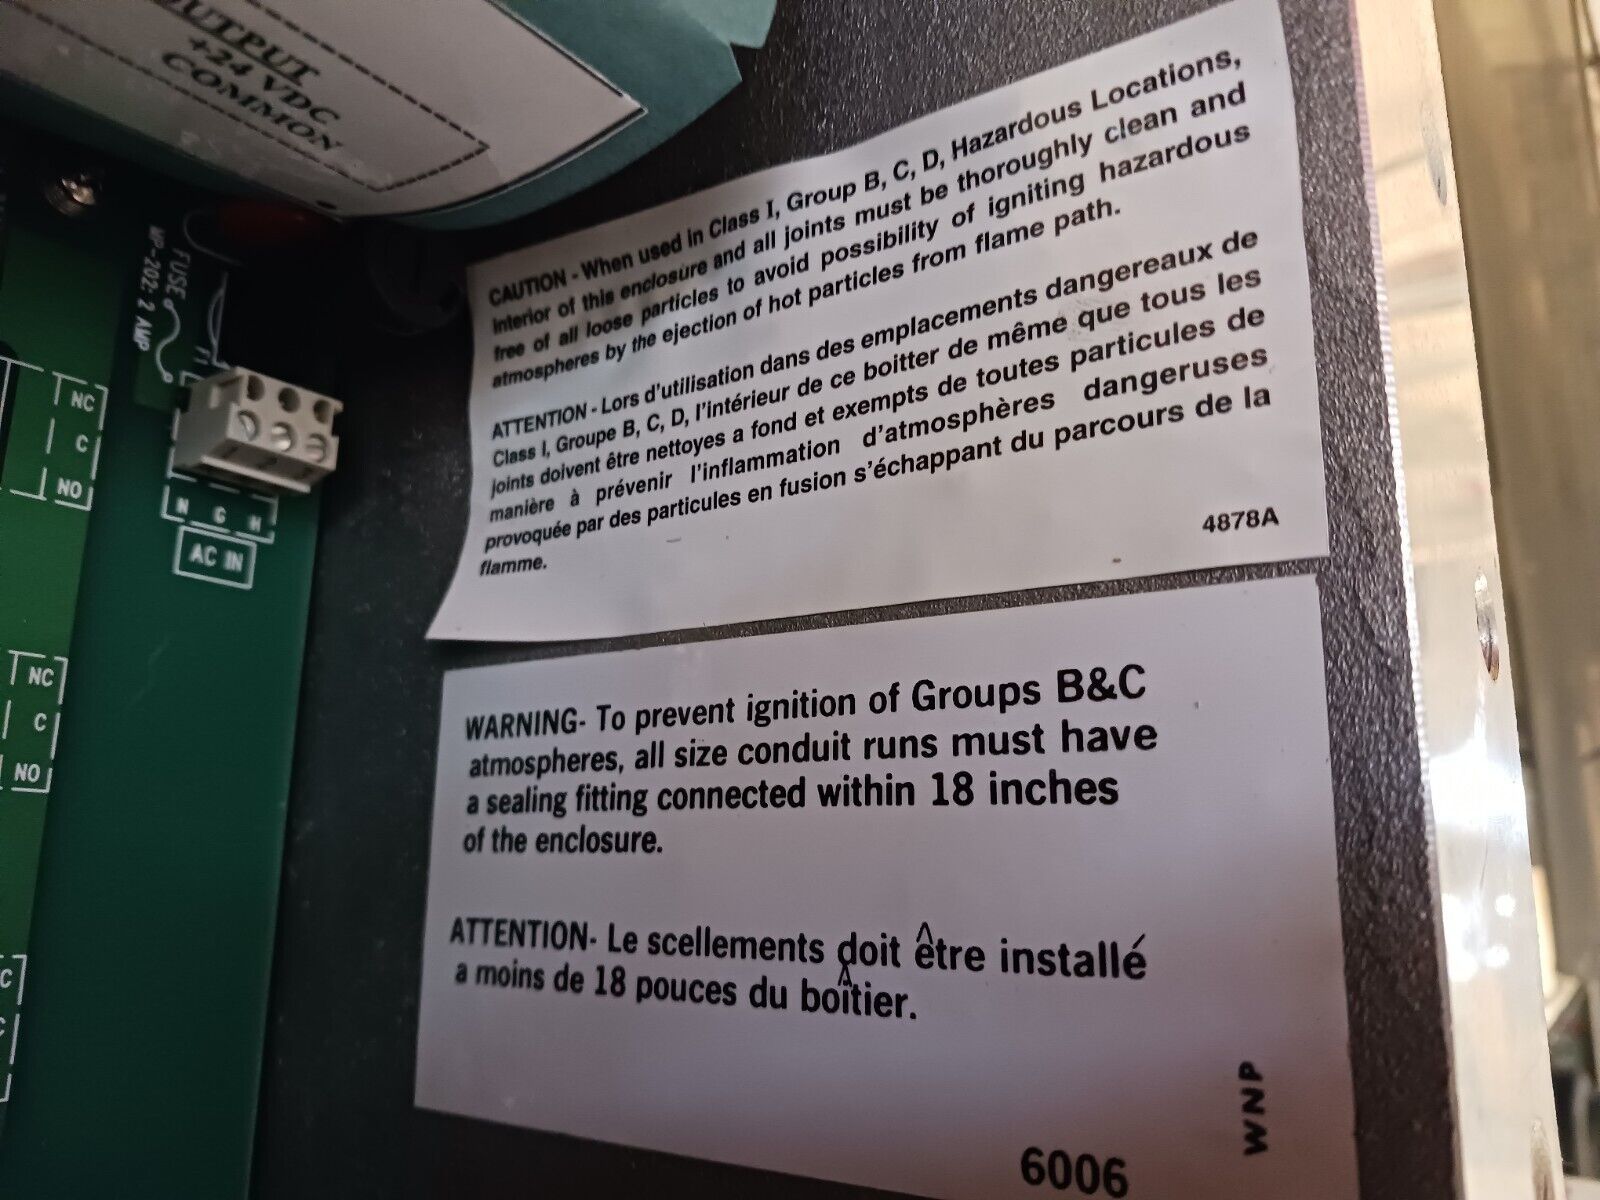 OUTPUT
+24 VDC
COMMON
FUSE
MP-202: 2 AMP
F1
NC
C
NO
1 2 3
N G H
AC IN
NC
C
NO
C
C
CAUTION - When used in Class I, Group B, C, D, Hazardous Locations,
interior of this enclosure and all joints must be thoroughly clean and
free of all loose particles to avoid possibility of igniting hazardous
atmospheres by the ejection of hot particles from flame path.
ATTENTION - Lors d'utilisation dans des emplacements dangereaux de
Class I, Groupe B, C, D, l'intérieur de ce boitter de même que tous les
joints doivent être nettoyes a fond et exempts de toutes particules de
manière à prévenir l'inflammation d'atmosphères dangeruses
provoquée par des particules en fusion s'échappant du parcours de la
flamme.
4878A
WARNING- To prevent ignition of Groups B&C
atmospheres, all size conduit runs must have
a sealing fitting connected within 18 inches
of the enclosure.
ATTENTION- Le scellements doit être installé
a moins de 18 pouces du boîtier.
WNP
6006